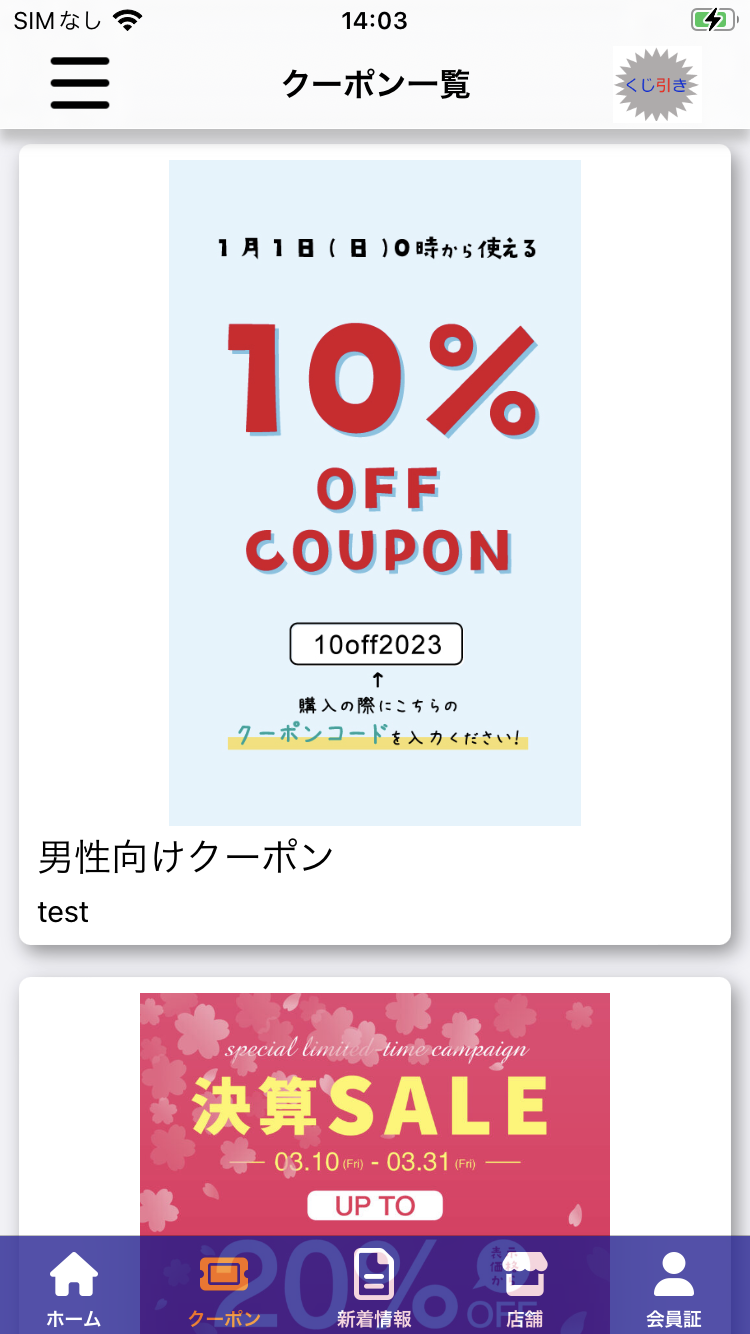 SIMなし 14:03
クーポン一覧
くじ引き
1月1日(日)0時から使える
10%
OFF
COUPON
10off2023
↑
購入の際にこちらの
クーポンコードを入力ください!
男性向けクーポン
test
special limited-time campaign
決算SALE
03.10(Fri) - 03.31(Fri)
UP TO
20%
OFF
ホーム
クーポン
新着情報
店舗
会員証